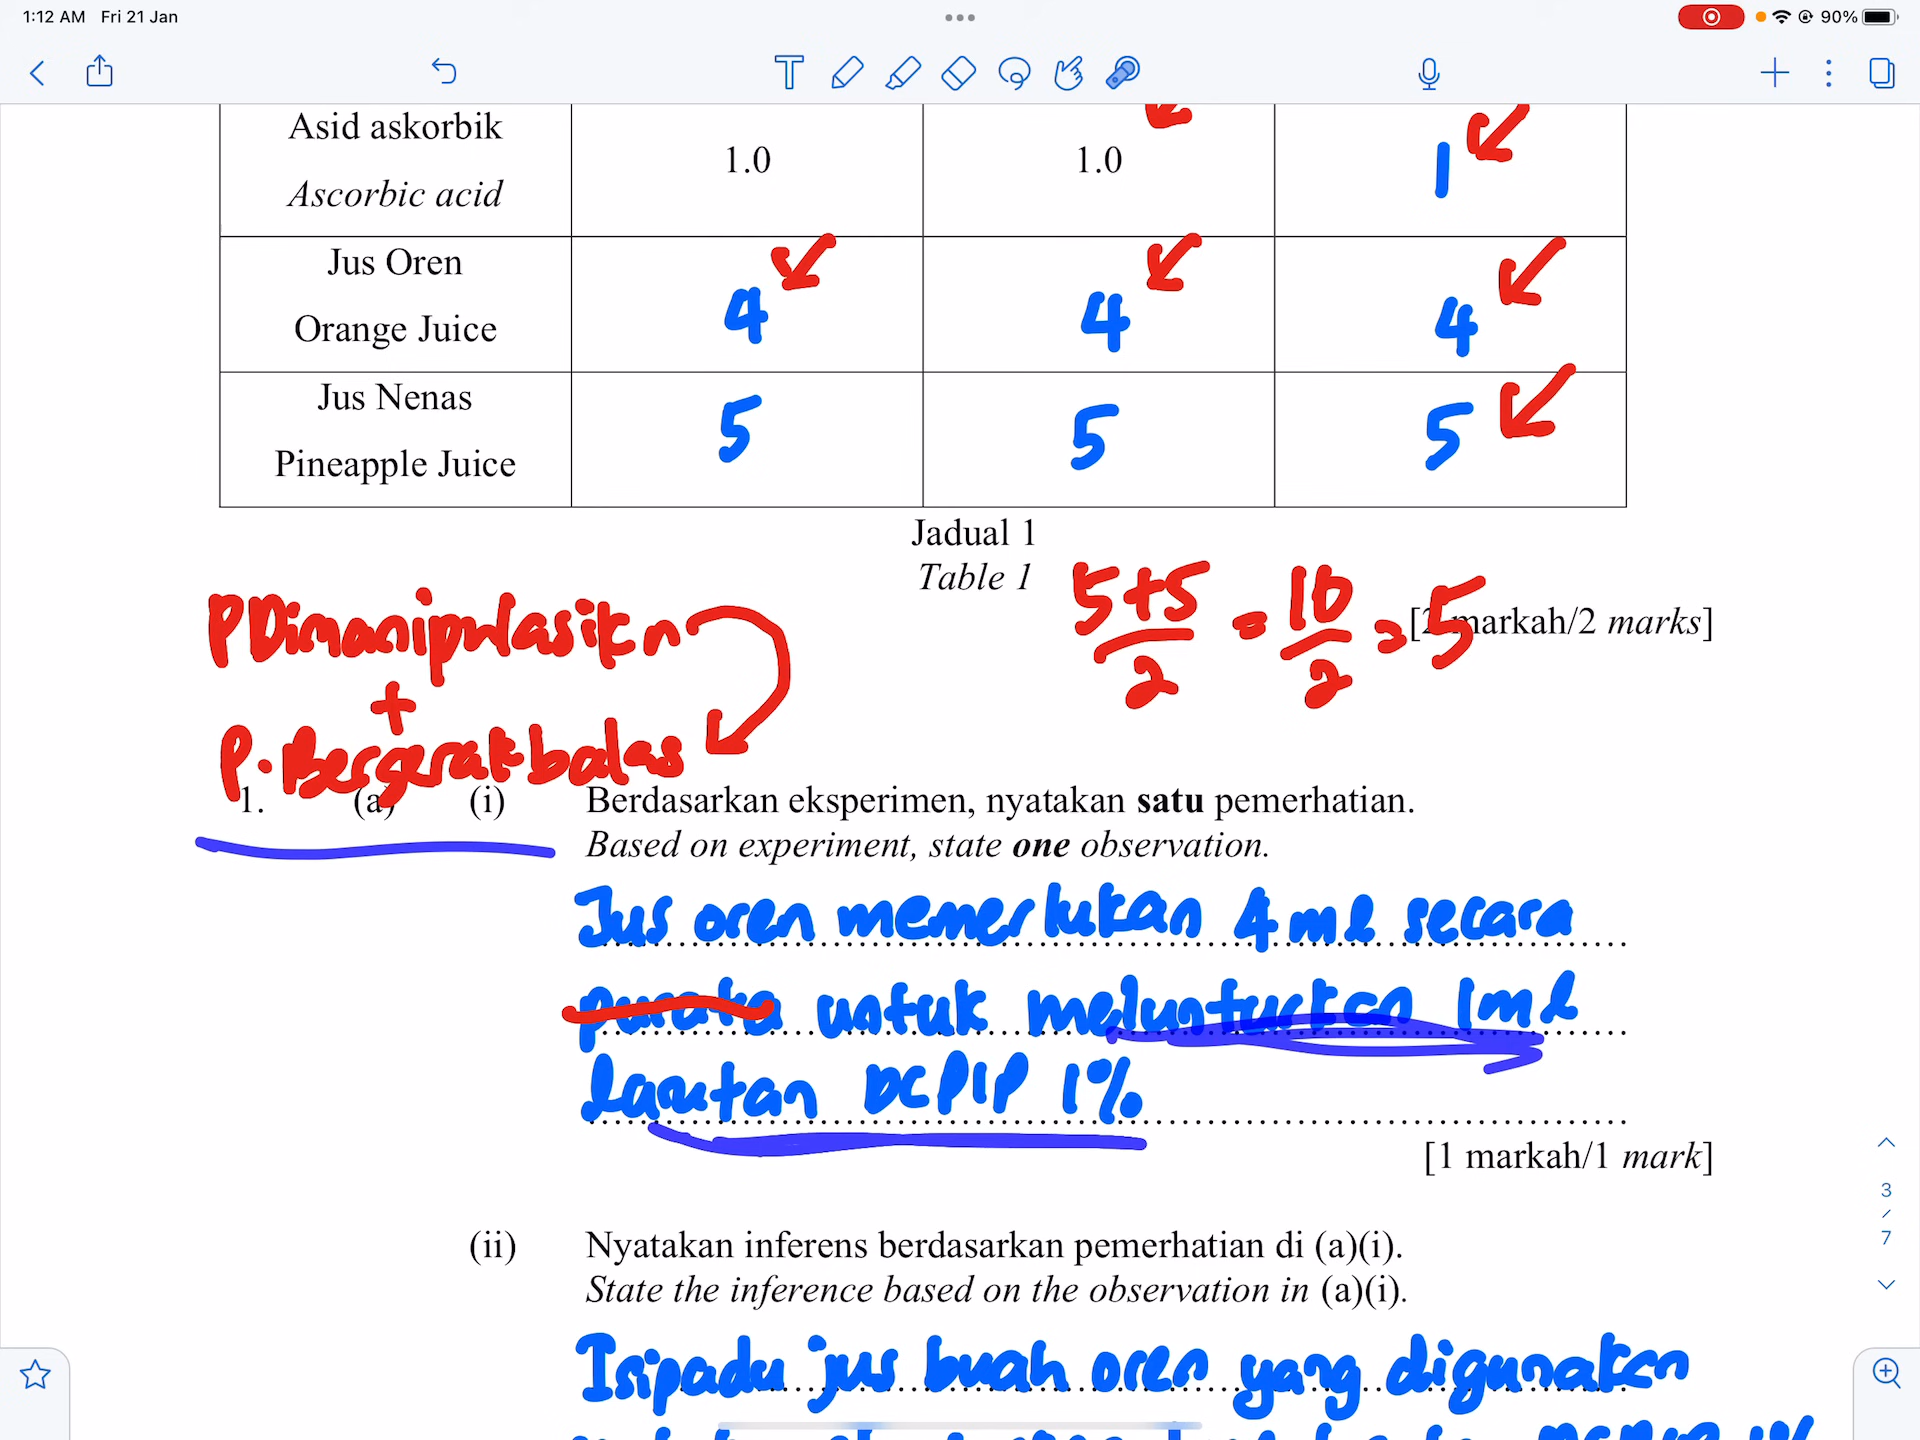 1:12 AM Fri 21 Jan
90%
Asid askorbik
Ascorbic acid
1.0
1.0
1
Jus Oren
Orange Juice
4
4
4
Jus Nenas
Pineapple Juice
5
5
5
Jadual 1
Table 1
5+5/2 = 10/2 = 5
[2 markah/2 marks]
P Dimanipulasikn
+
P. Bergerakbalas
1. (a) (i) Berdasarkan eksperimen, nyatakan satu pemerhatian.
Based on experiment, state one observation.
Jus oren memerlukan 4 ml secara
purata untuk melunturkan 1ml
larutan DCPIP 1%
[1 markah/1 mark]
3
/
7
(ii) Nyatakan inferens berdasarkan pemerhatian di (a)(i).
State the inference based on the observation in (a)(i).
Isipadu jus buah oren yang digunakan